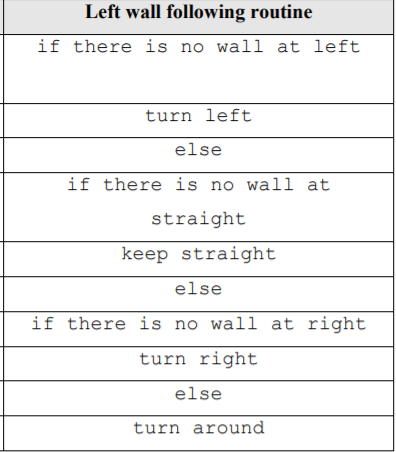 Left wall following routine
if there is no wall at left
turn left
else
if there is no wall at
straight
keep straight
else
if there is no wall at right
turn right
else
turn around